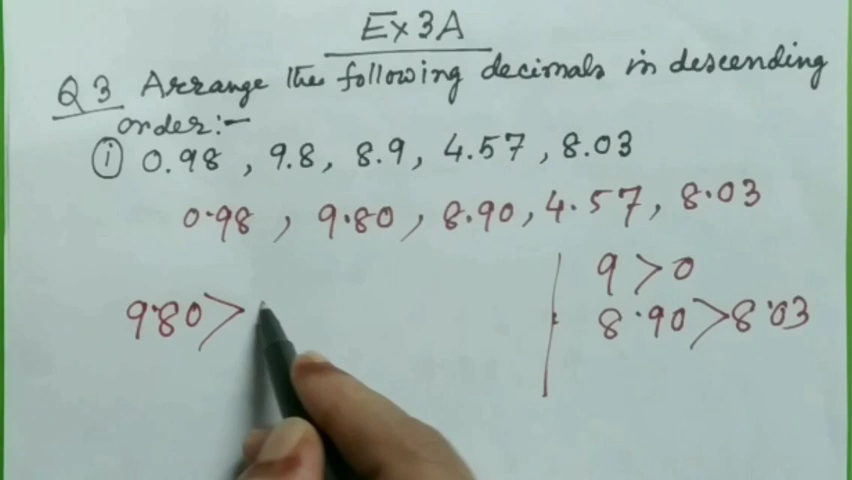 Ex 3A
Q3 Arrange the following decimals in descending
order:-
(i) 0.98, 9.8, 8.9, 4.57, 8.03
0.98, 9.80, 8.90, 4.57, 8.03
9>0
9.80>
8.90>8.03